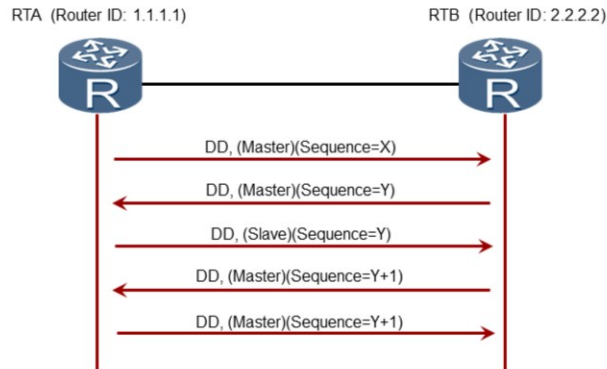 RTA (Router ID: 1.1.1.1)
RTB (Router ID: 2.2.2.2)
R
R
DD, (Master)(Sequence=X)
DD, (Master)(Sequence=Y)
DD, (Slave)(Sequence=Y)
DD, (Master)(Sequence=Y+1)
DD, (Master)(Sequence=Y+1)